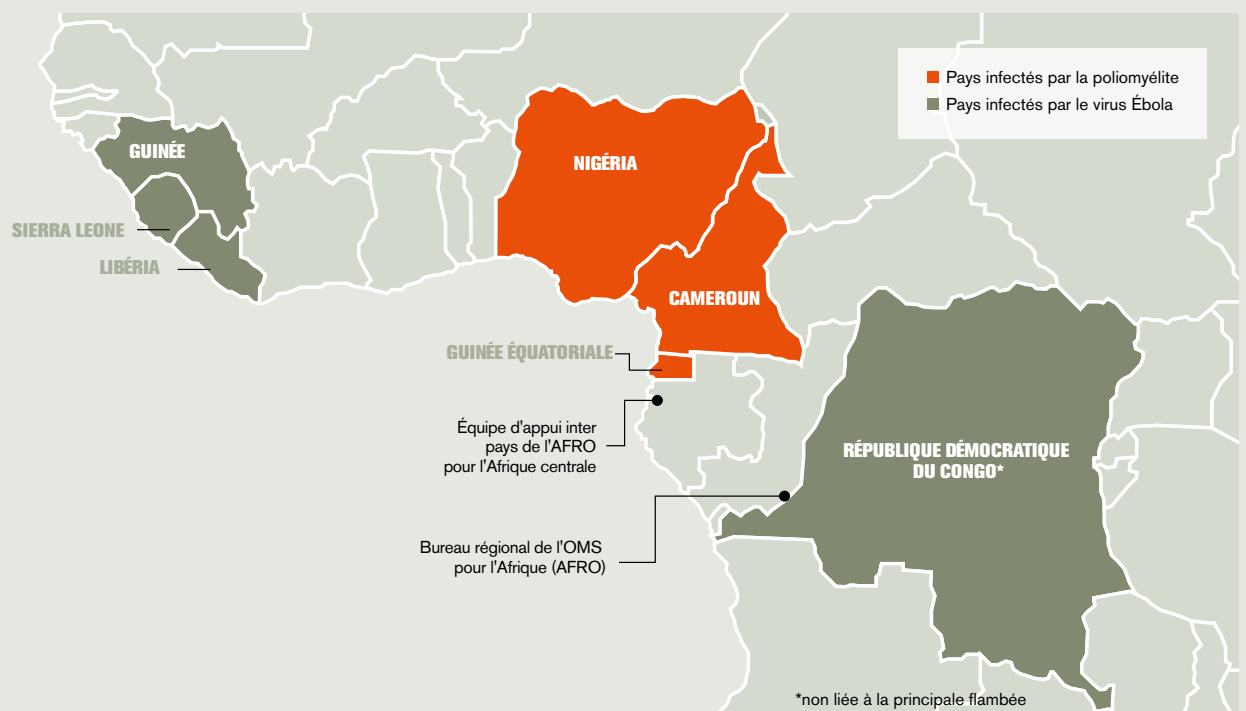 Pays infectés par la poliomyélite
Pays infectés par le virus Ébola
GUINÉE
NIGÉRIA
SIERRA LEONE
LIBÉRIA
CAMEROUN
GUINÉE ÉQUATORIALE
Équipe d'appui inter
pays de l'AFRO
pour l'Afrique centrale
RÉPUBLIQUE DÉMOCRATIQUE
DU CONGO*
Bureau régional de l'OMS
pour l'Afrique (AFRO)
*non liée à la principale flambée